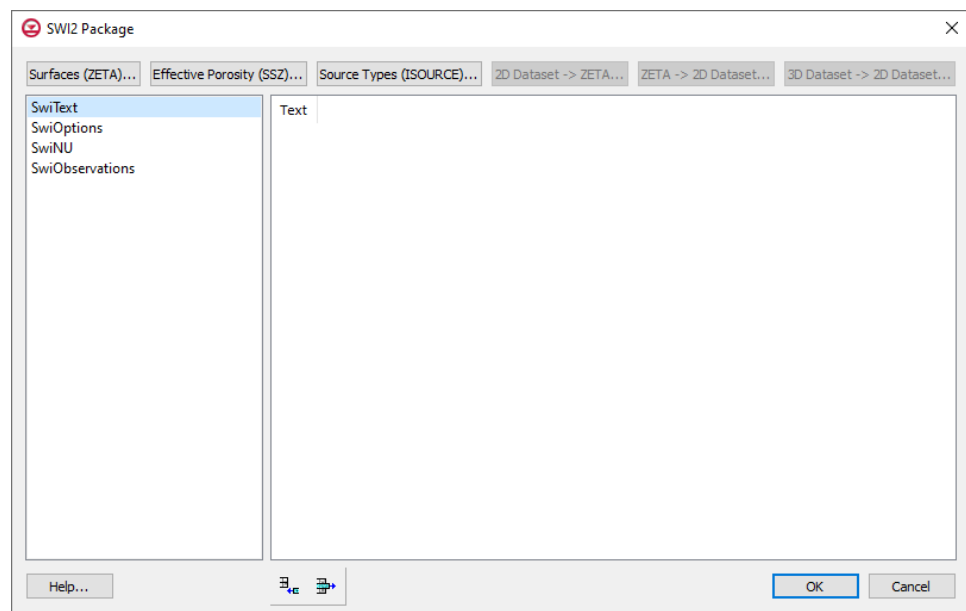 SWI2 Package
Surfaces (ZETA)... Effective Porosity (SSZ)... Source Types (ISOURCE)... 2D Dataset -> ZETA... ZETA -> 2D Dataset... 3D Dataset -> 2D Dataset...
SwiText
SwiOptions
SwiNU
SwiObservations
Text
Help... OK Cancel